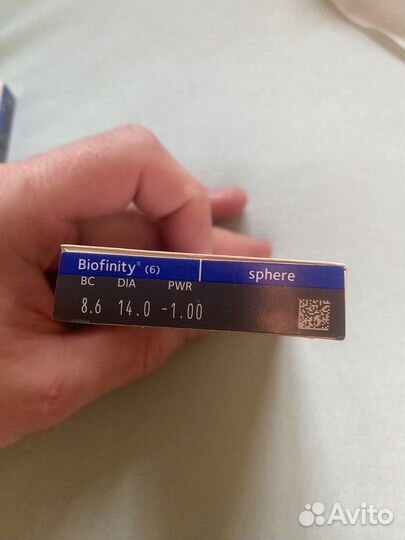 Biofinity® (6) sphere
BC DIA PWR
8.6 14.0 -1.00
Avito